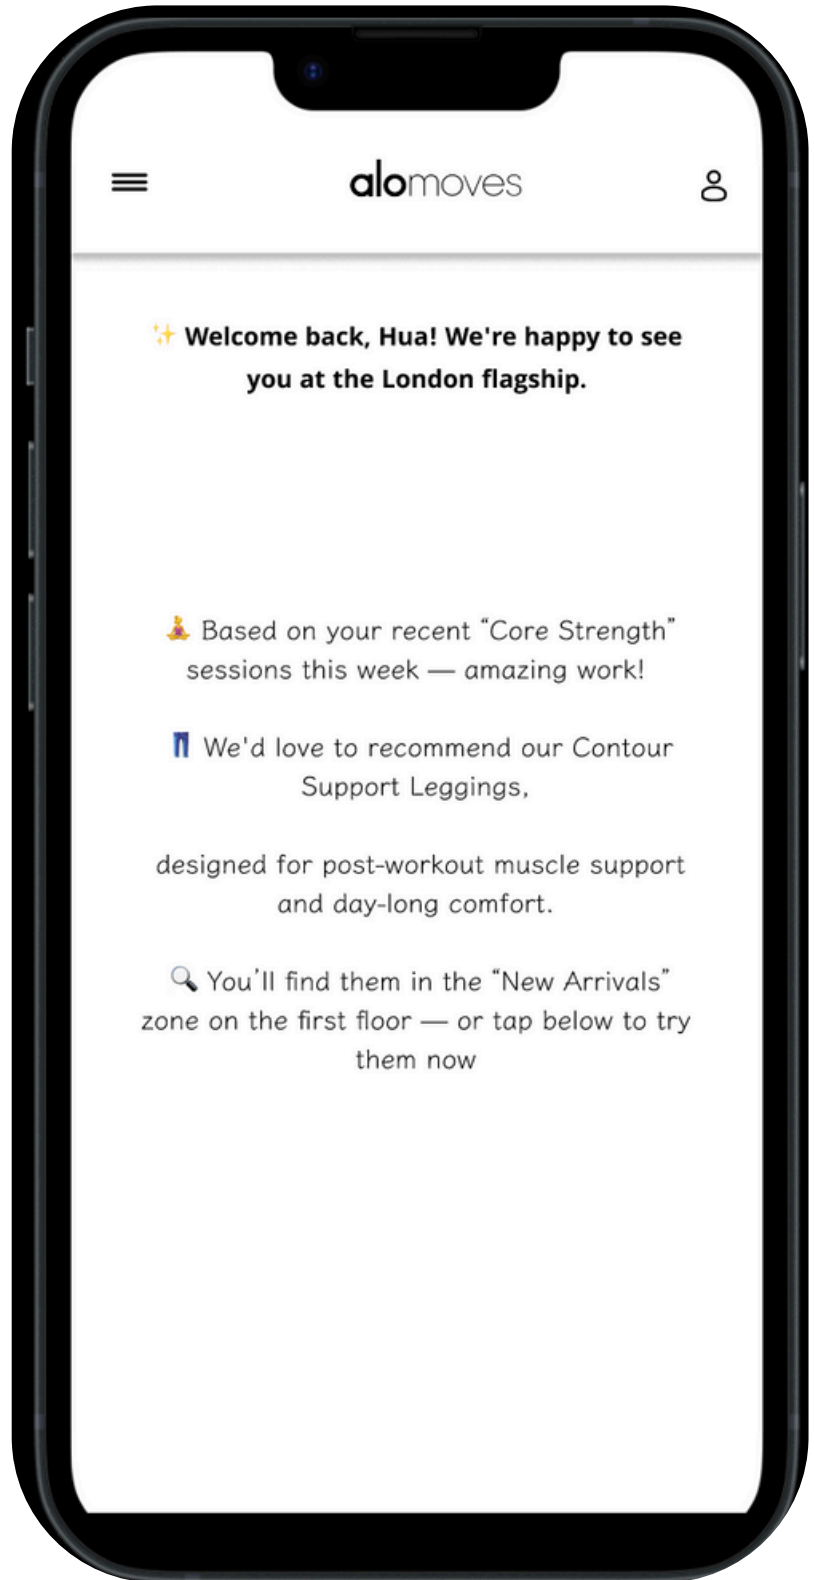 alomoves
✨ Welcome back, Hua! We're happy to see
you at the London flagship.
🧘 Based on your recent “Core Strength”
sessions this week — amazing work!
👖 We'd love to recommend our Contour
Support Leggings,
designed for post-workout muscle support
and day-long comfort.
🔍 You’ll find them in the “New Arrivals”
zone on the first floor — or tap below to try
them now